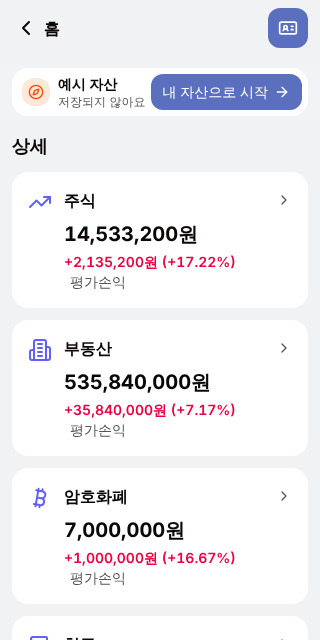 홈
예시 자산
저장되지 않아요
내 자산으로 시작
상세
주식
14,533,200원
+2,135,200원 (+17.22%)
평가손익
부동산
535,840,000원
+35,840,000원 (+7.17%)
평가손익
암호화폐
7,000,000원
+1,000,000원 (+16.67%)
평가손익